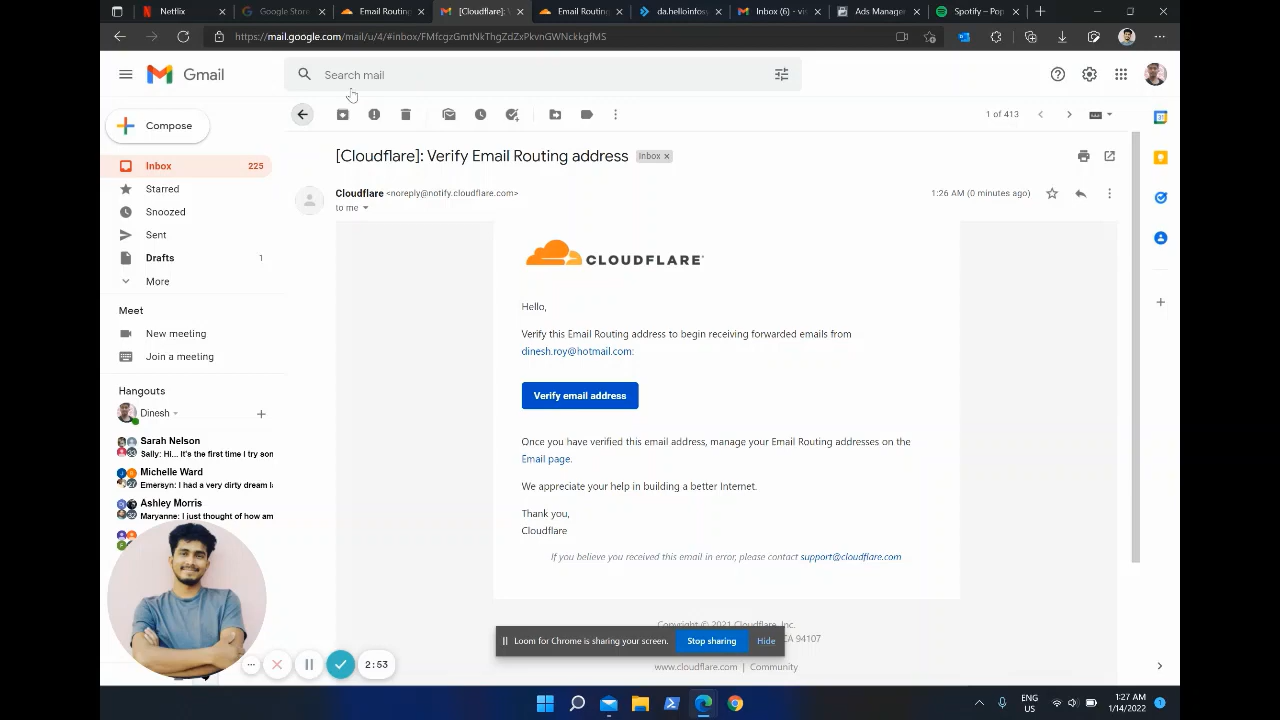 Netflix
Google Store
Email Routing
[Cloudflare]: V
Email Routing
da.helloinfosu
Inbox (6) - vic
Ads Manager
Spotify – Pop
https://mail.google.com/mail/u/4/#inbox/FMfcgzGmtNkThgZdZxPkvnGWNckkgfMS
Gmail
Search mail
Compose
1 of 413
Inbox 225
Starred
Snoozed
Sent
Drafts 1
More
Meet
New meeting
Join a meeting
Hangouts
Dinesh
Sarah Nelson
Sally: Hi... It's the first time I try son
Michelle Ward
Emersyn: I had a very dirty dream l
Ashley Morris
Maryanne: I just thought of how am
[Cloudflare]: Verify Email Routing address Inbox x
Cloudflare <noreply@notify.cloudflare.com> 1:26 AM (0 minutes ago)
to me
CLOUDFLARE
Hello,
Verify this Email Routing address to begin receiving forwarded emails from
dinesh.roy@hotmail.com:
Verify email address
Once you have verified this email address, manage your Email Routing addresses on the
Email page.
We appreciate your help in building a better Internet.
Thank you,
Cloudflare
If you believe you received this email in error, please contact support@cloudflare.com
Copyright © 2021 Cloudflare, Inc.
CA 94107
www.cloudflare.com | Community
Loom for Chrome is sharing your screen. Stop sharing Hide
2:53
ENG
US
1:27 AM
1/14/2022
1